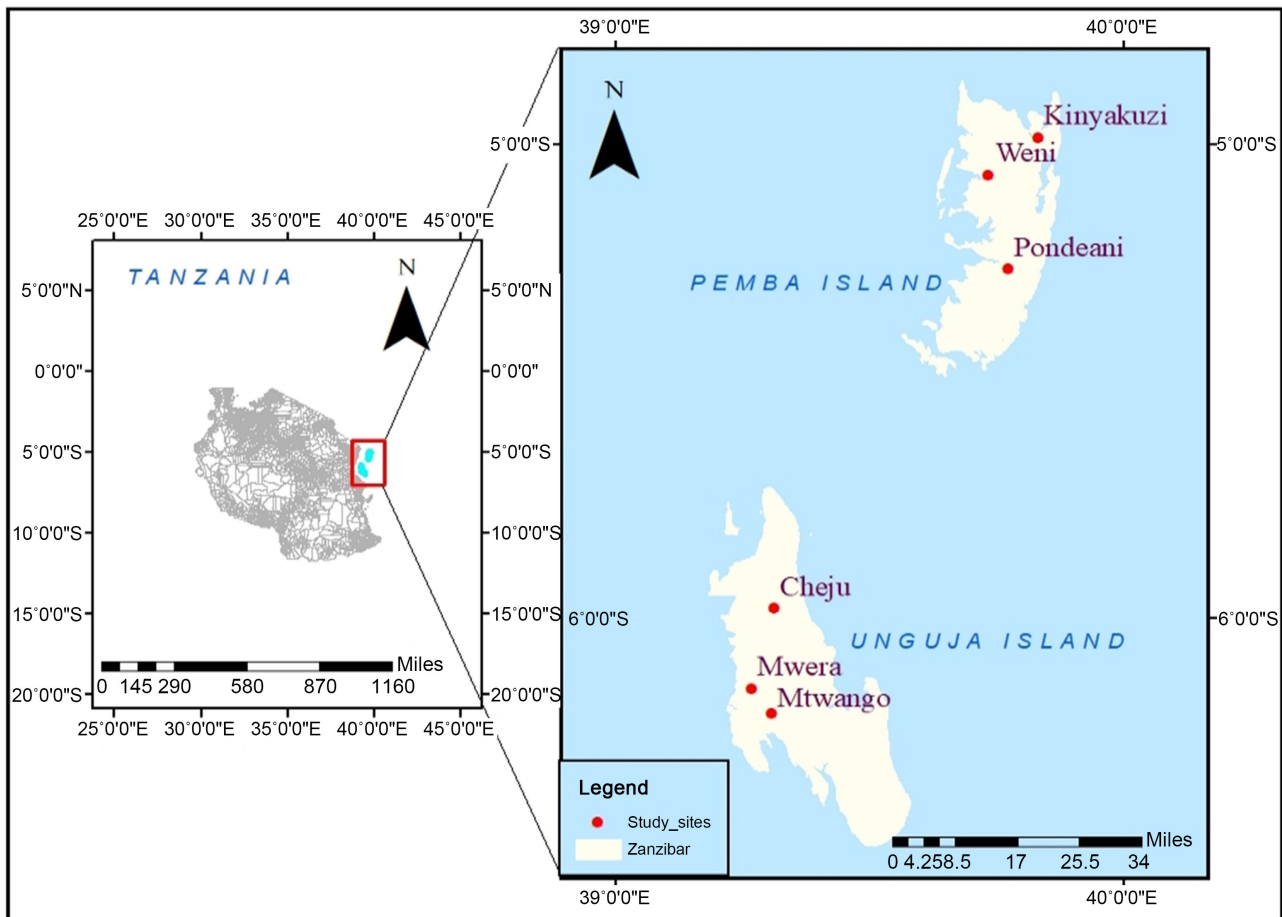 39°0'0"E 40°0'0"E
N
Kinyakuzi
5°0'0"S 5°0'0"S
Weni
25°0'0"E 30°0'0"E 35°0'0"E 40°0'0"E 45°0'0"E
Pondeani
TANZANIA
N
PEMBA ISLAND
5°0'0"N 5°0'0"N
0°0'0" 0°0'0"
5°0'0"S 5°0'0"S
10°0'0"S 10°0'0"S
Cheju
15°0'0"S 15°0'0"S
6°0'0"S 6°0'0"S
UNGUJA ISLAND
Miles
0 145 290 580 870 1160
Mwera
20°0'0"S 20°0'0"S
Mtwango
25°0'0"E 30°0'0"E 35°0'0"E 40°0'0"E 45°0'0"E
Legend
Study_sites
Zanzibar
Miles
0 4.25 8.5 17 25.5 34
39°0'0"E 40°0'0"E